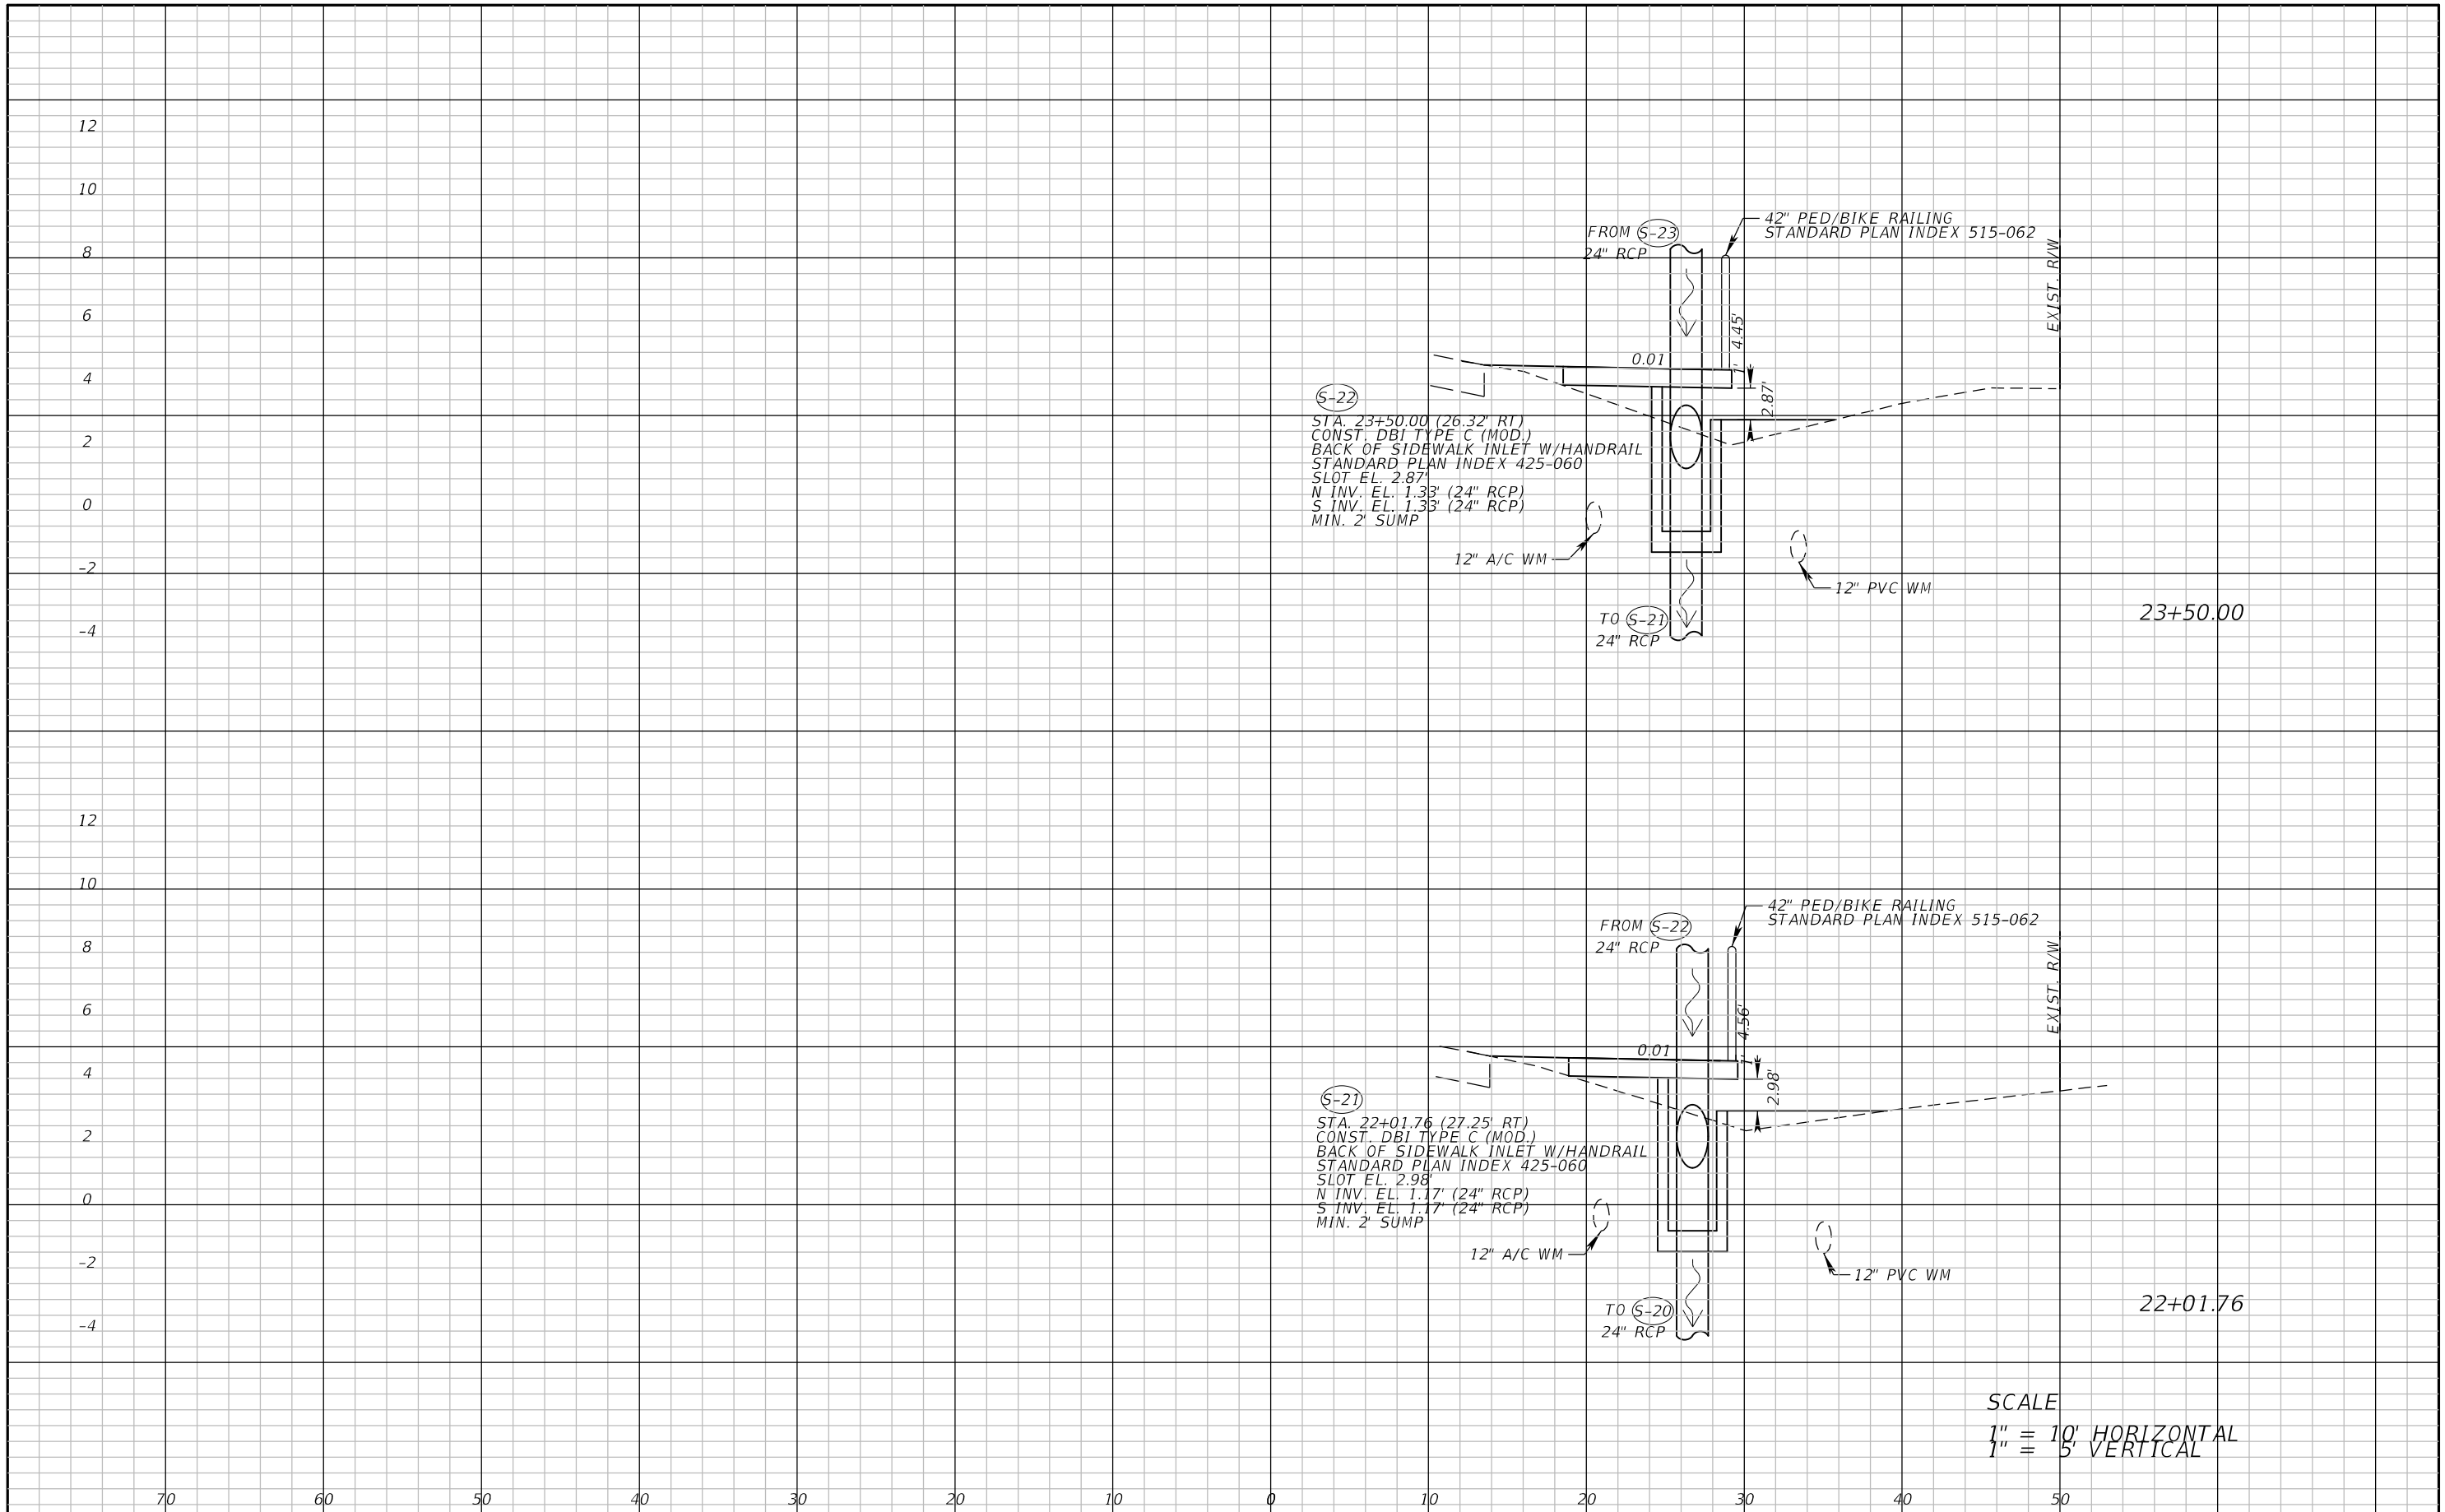 12
10
8
6
4
2
0
-2
-4
FROM S-23
24" RCP
42" PED/BIKE RAILING
STANDARD PLAN INDEX 515-062
EXIST. R/W
4.45'
1'
0.01
2.87'
S-22
STA. 23+50.00 (26.32' RT)
CONST. DBI TYPE C (MOD.)
BACK OF SIDEWALK INLET W/HANDRAIL
STANDARD PLAN INDEX 425-060
SLOT EL. 2.87'
N INV. EL. 1.33' (24" RCP)
S INV. EL. 1.33' (24" RCP)
MIN. 2' SUMP
12" A/C WM
12" PVC WM
TO S-21
24" RCP
23+50.00
12
10
8
6
4
2
0
-2
-4
FROM S-22
24" RCP
42" PED/BIKE RAILING
STANDARD PLAN INDEX 515-062
EXIST. R/W
4.56'
1'
0.01
2.98'
S-21
STA. 22+01.76 (27.25' RT)
CONST. DBI TYPE C (MOD.)
BACK OF SIDEWALK INLET W/HANDRAIL
STANDARD PLAN INDEX 425-060
SLOT EL. 2.98'
N INV. EL. 1.17' (24" RCP)
S INV. EL. 1.17' (24" RCP)
MIN. 2' SUMP
12" A/C WM
12" PVC WM
TO S-20
24" RCP
22+01.76
SCALE
1" = 10' HORIZONTAL
1" = 5' VERTICAL
70 60 50 40 30 20 10 0 10 20 30 40 50